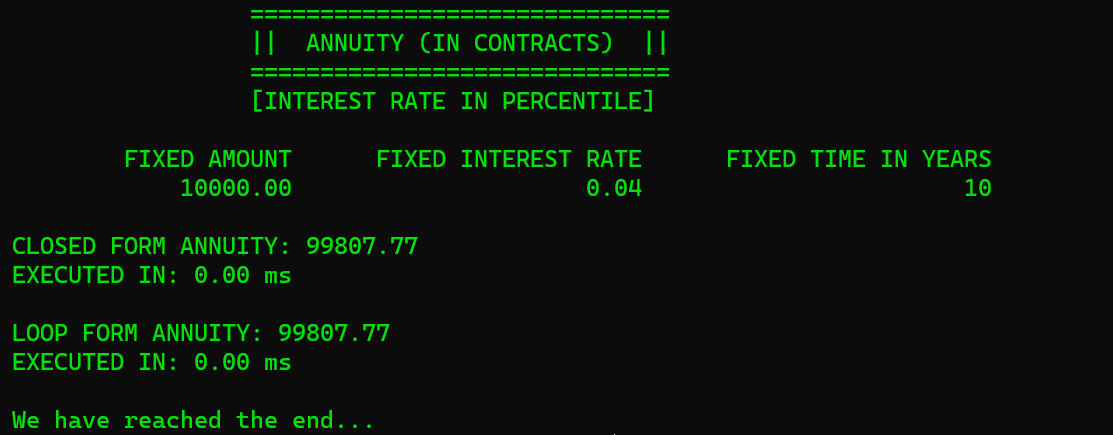 ==============================
||  ANNUITY (IN CONTRACTS)  ||
==============================
[INTEREST RATE IN PERCENTILE]
FIXED AMOUNT      FIXED INTEREST RATE      FIXED TIME IN YEARS
10000.00                     0.04                       10
CLOSED FORM ANNUITY: 99807.77
EXECUTED IN: 0.00 ms
LOOP FORM ANNUITY: 99807.77
EXECUTED IN: 0.00 ms
We have reached the end...